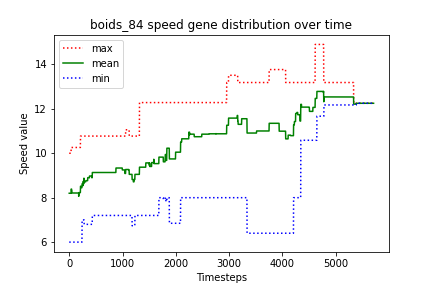 boids_84 speed gene distribution over time
max
mean
min
Speed value
14
12
10
8
6
0 1000 2000 3000 4000 5000
Timesteps